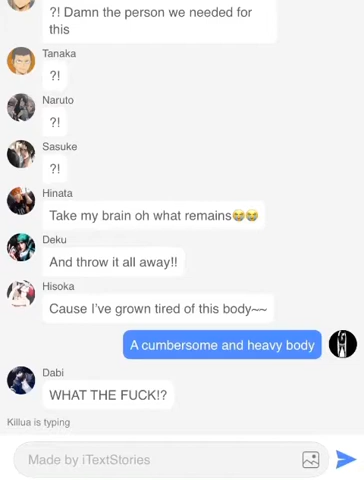 ?! Damn the person we needed for
this
Tanaka
?!
Naruto
?!
Sasuke
?!
Hinata
Take my brain oh what remains😭😭
Deku
And throw it all away!!
Hisoka
Cause I've grown tired of this body~~
A cumbersome and heavy body
Dabi
WHAT THE FUCK!?
Killua is typing
Made by iTextStories